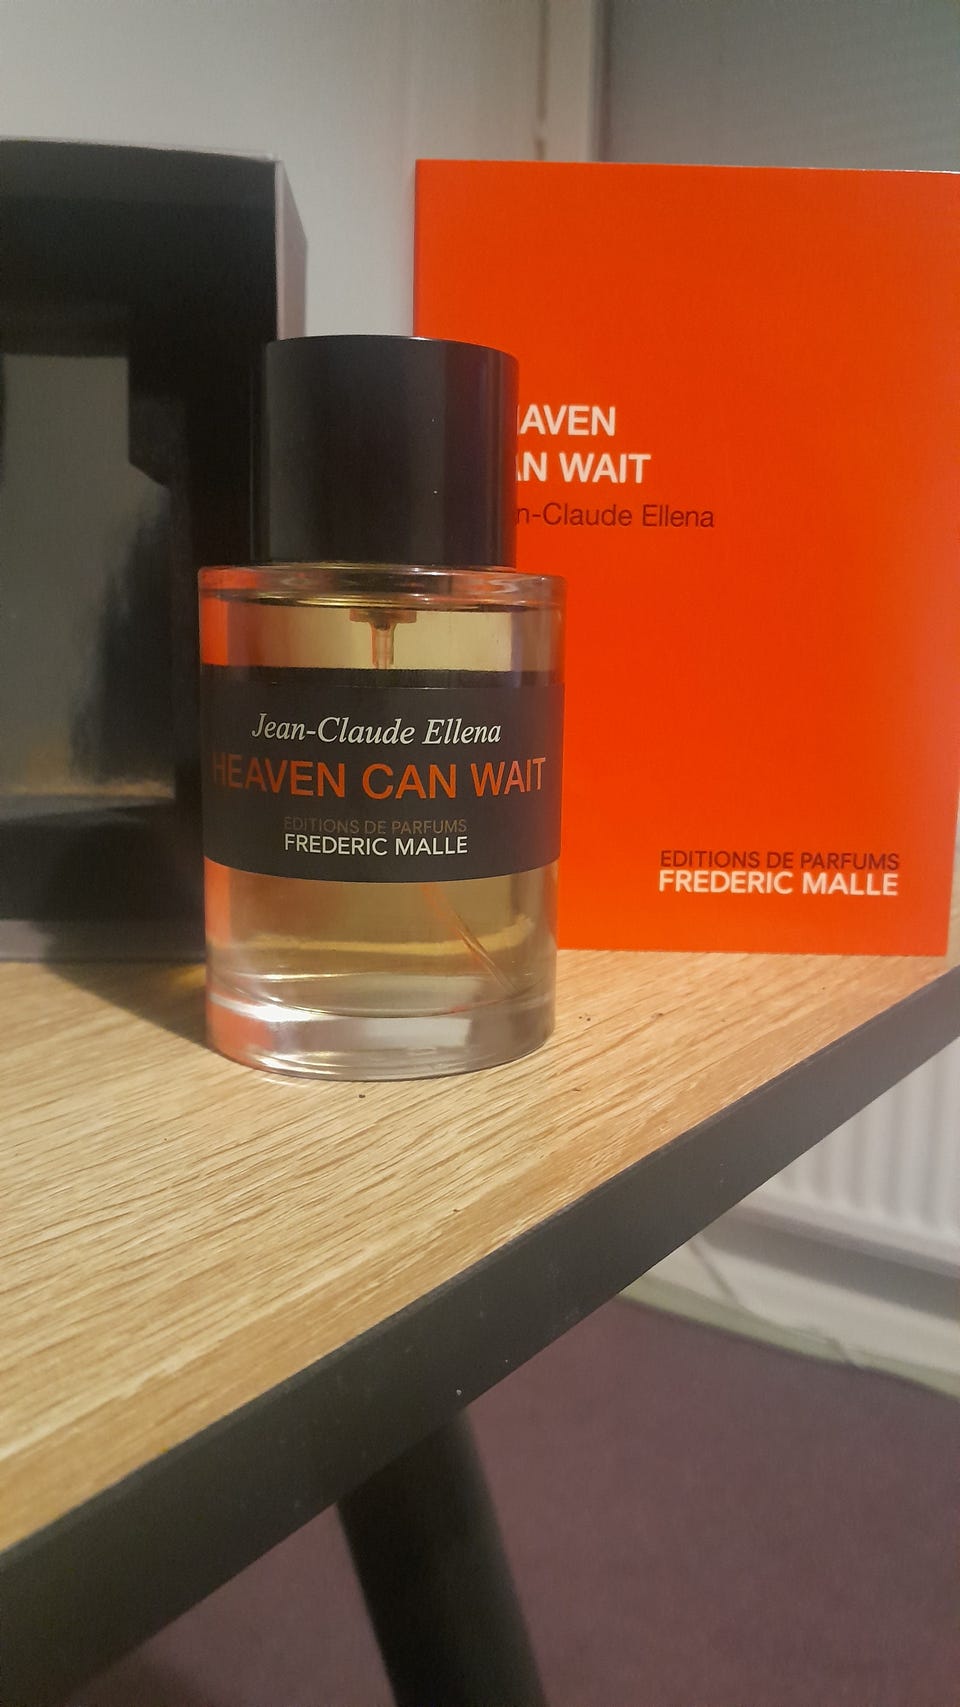 Jean-Claude Ellena
HEAVEN CAN WAIT
EDITIONS DE PARFUMS
FREDERIC MALLE
AVEN
AN WAIT
n-Claude Ellena
EDITIONS DE PARFUMS
FREDERIC MALLE